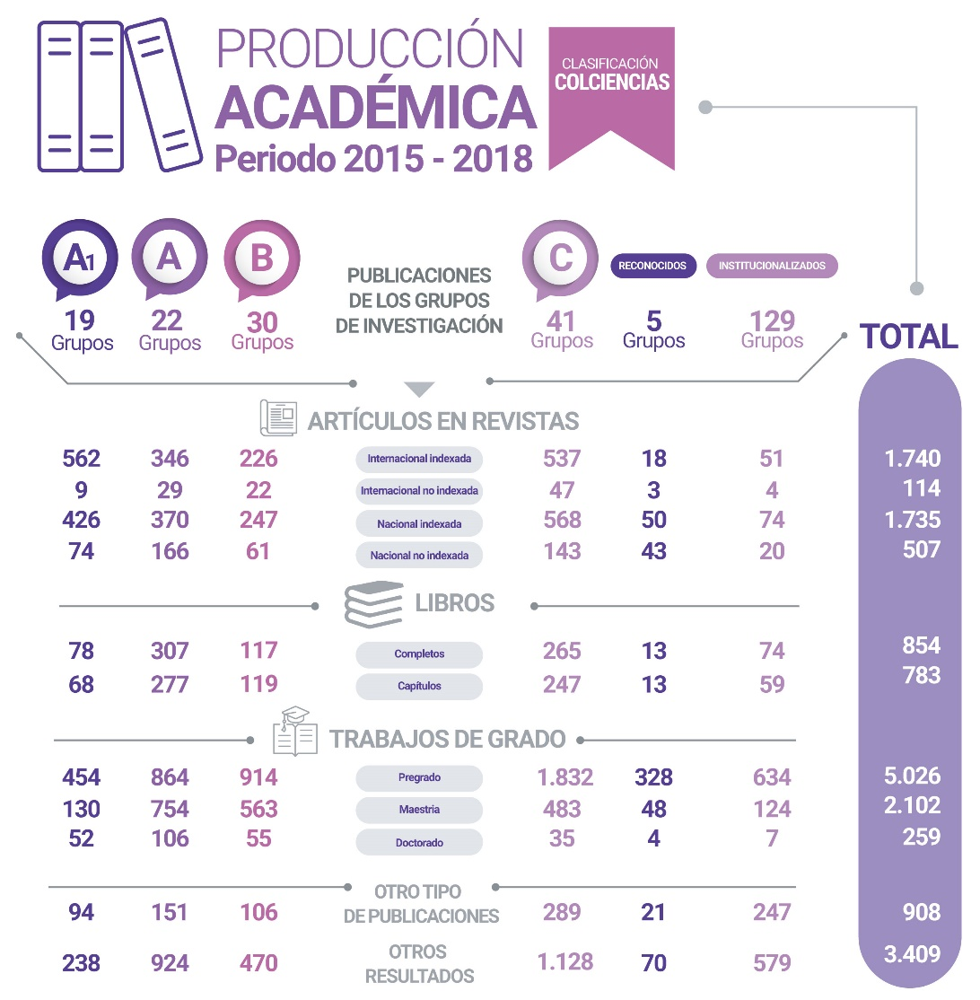 PRODUCCIÓN
ACADÉMICA
Periodo 2015 - 2018
CLASIFICACIÓN
COLCIENCIAS
A1
A
B
PUBLICACIONES
DE LOS GRUPOS
DE INVESTIGACIÓN
C
RECONOCIDOS
INSTITUCIONALIZADOS
19 22 30 41 5 129
Grupos Grupos Grupos Grupos Grupos Grupos
TOTAL
ARTÍCULOS EN REVISTAS
562 346 226 Internacional indexada 537 18 51 1.740
9 29 22 Internacional no indexada 47 3 4 114
426 370 247 Nacional indexada 568 50 74 1.735
74 166 61 Nacional no indexada 143 43 20 507
LIBROS
78 307 117 Completos 265 13 74 854
68 277 119 Capítulos 247 13 59 783
TRABAJOS DE GRADO
454 864 914 Pregrado 1.832 328 634 5.026
130 754 563 Maestria 483 48 124 2.102
52 106 55 Doctorado 35 4 7 259
OTRO TIPO
DE PUBLICACIONES
94 151 106 289 21 247 908
OTROS
RESULTADOS
238 924 470 1.128 70 579 3.409